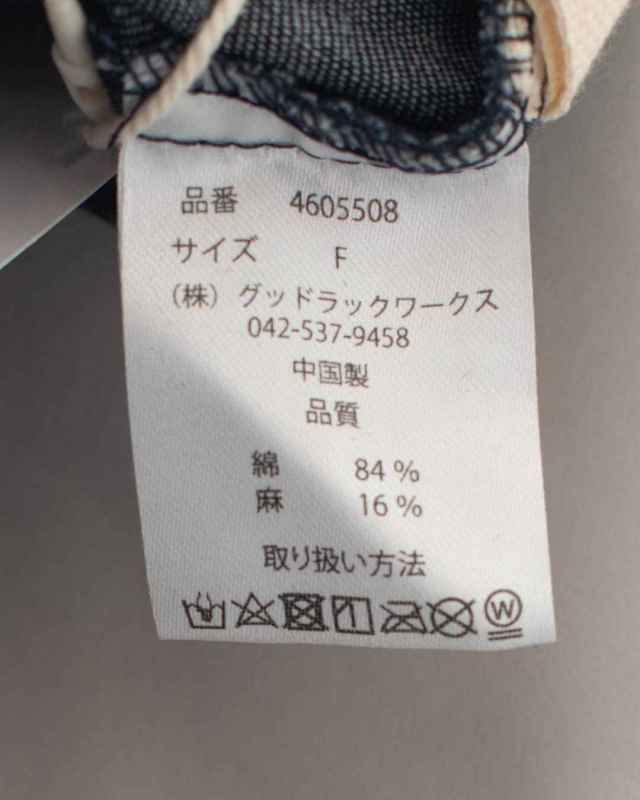 品番 4605508
サイズ F
（株）グッドラックワークス
042-537-9458
中国製
品質
綿 84 %
麻 16 %
取り扱い方法
W